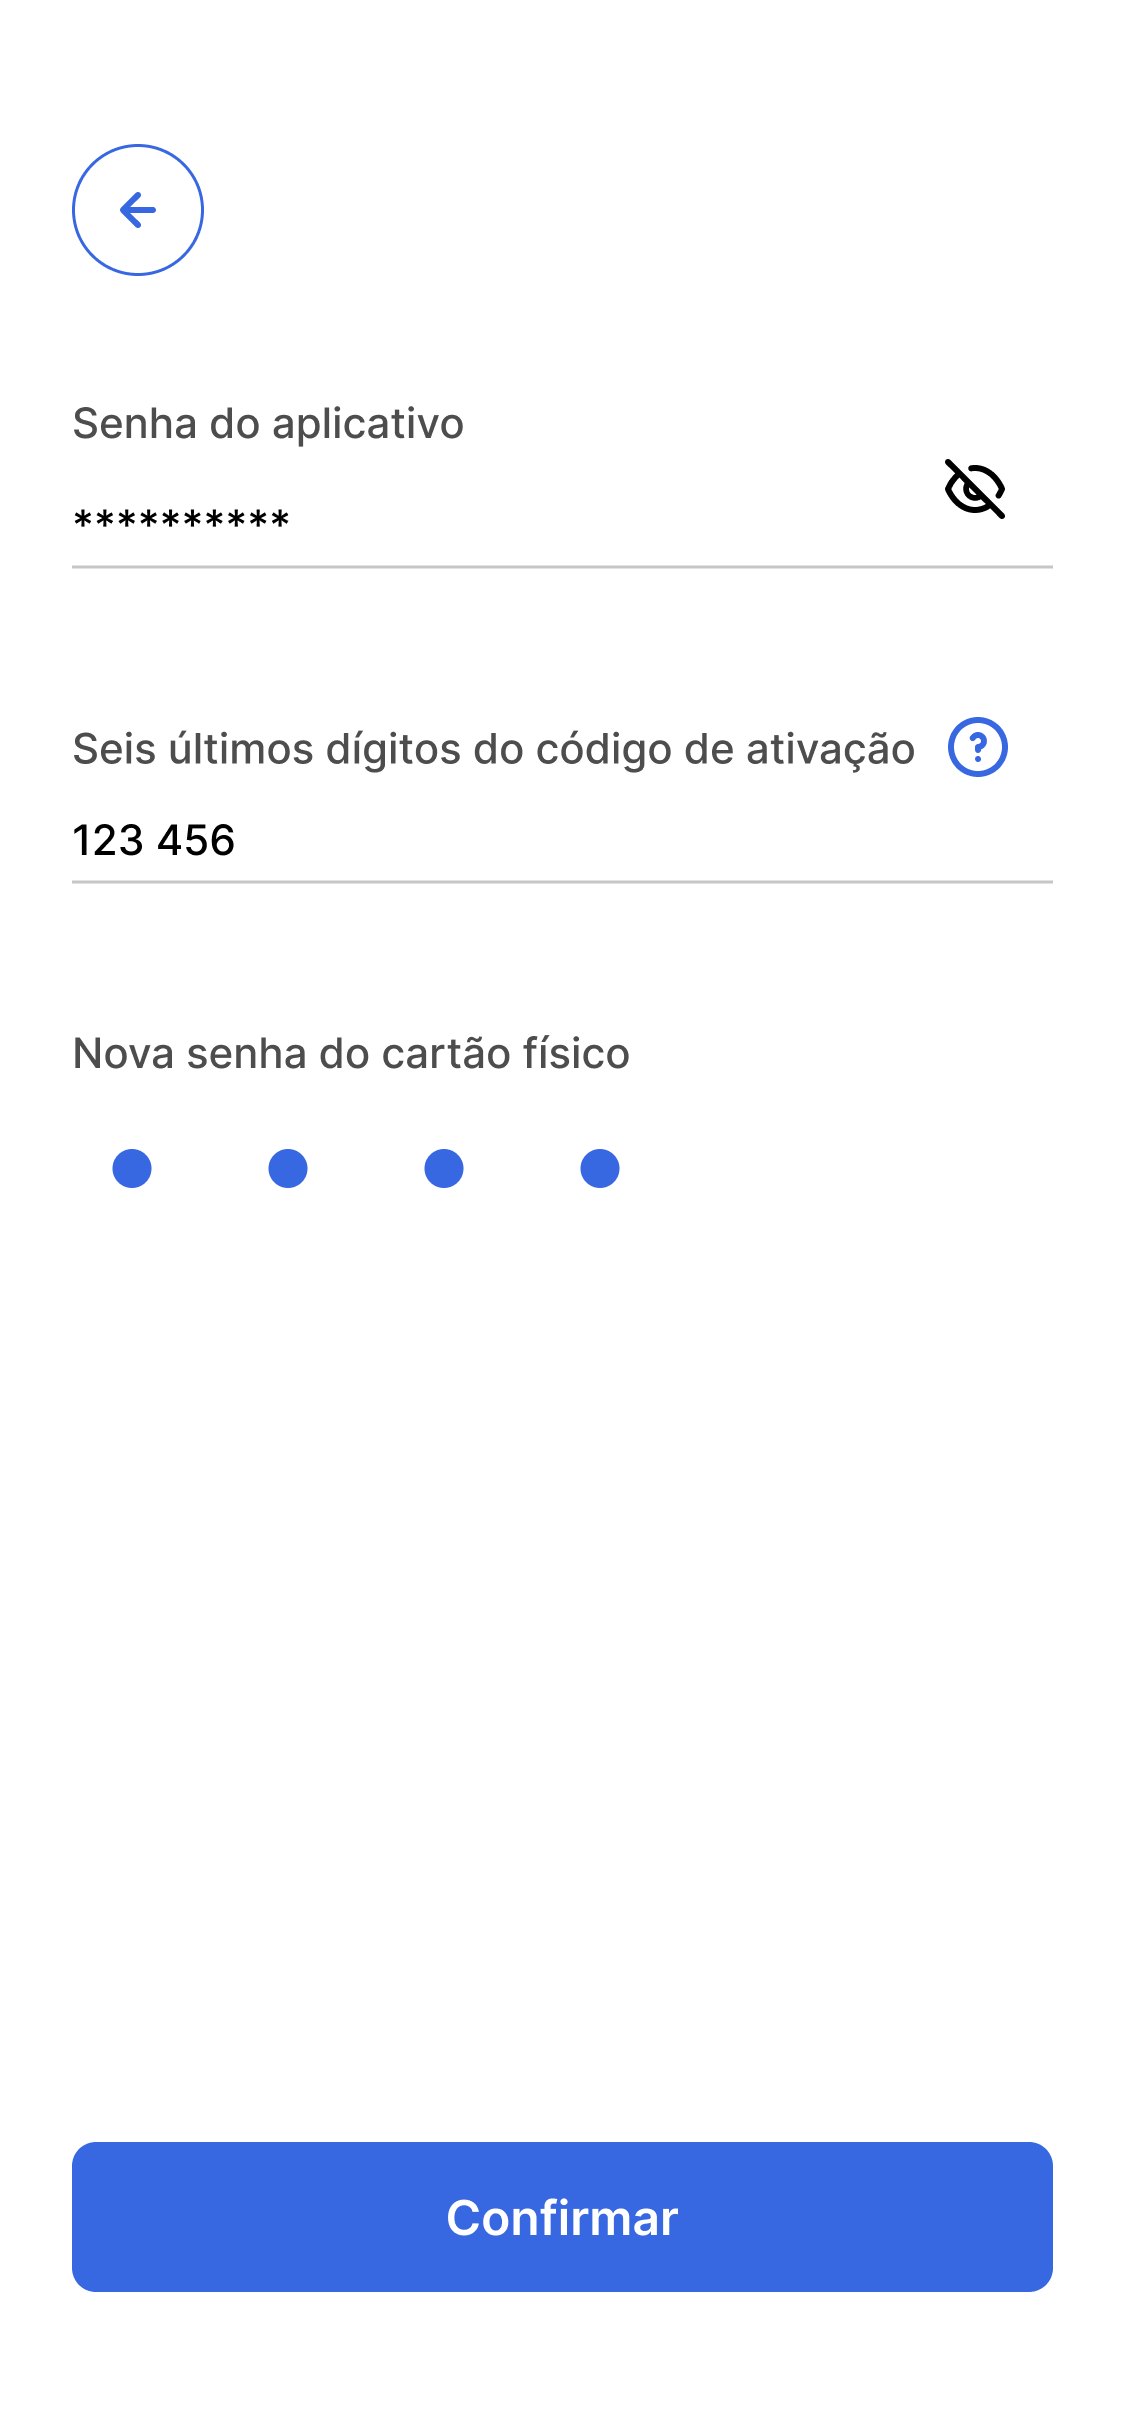 Senha do aplicativo
**********
Seis últimos dígitos do código de ativação
123 456
Nova senha do cartão físico
Confirmar